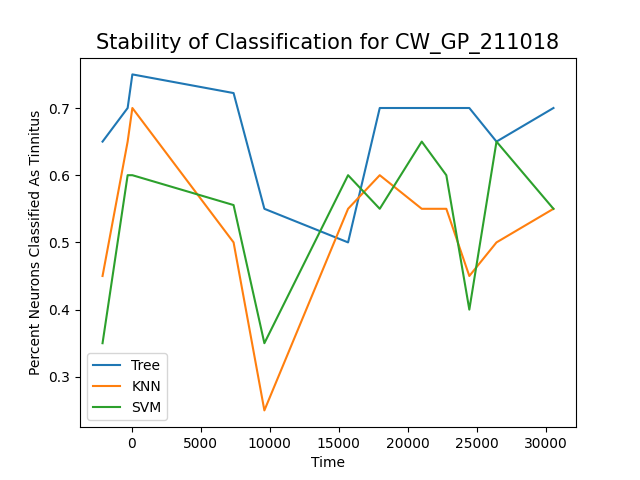 Stability of Classification for CW_GP_211018
Percent Neurons Classified As Tinnitus
0.7
0.6
0.5
0.4
0.3
Tree
KNN
SVM
0 5000 10000 15000 20000 25000 30000
Time